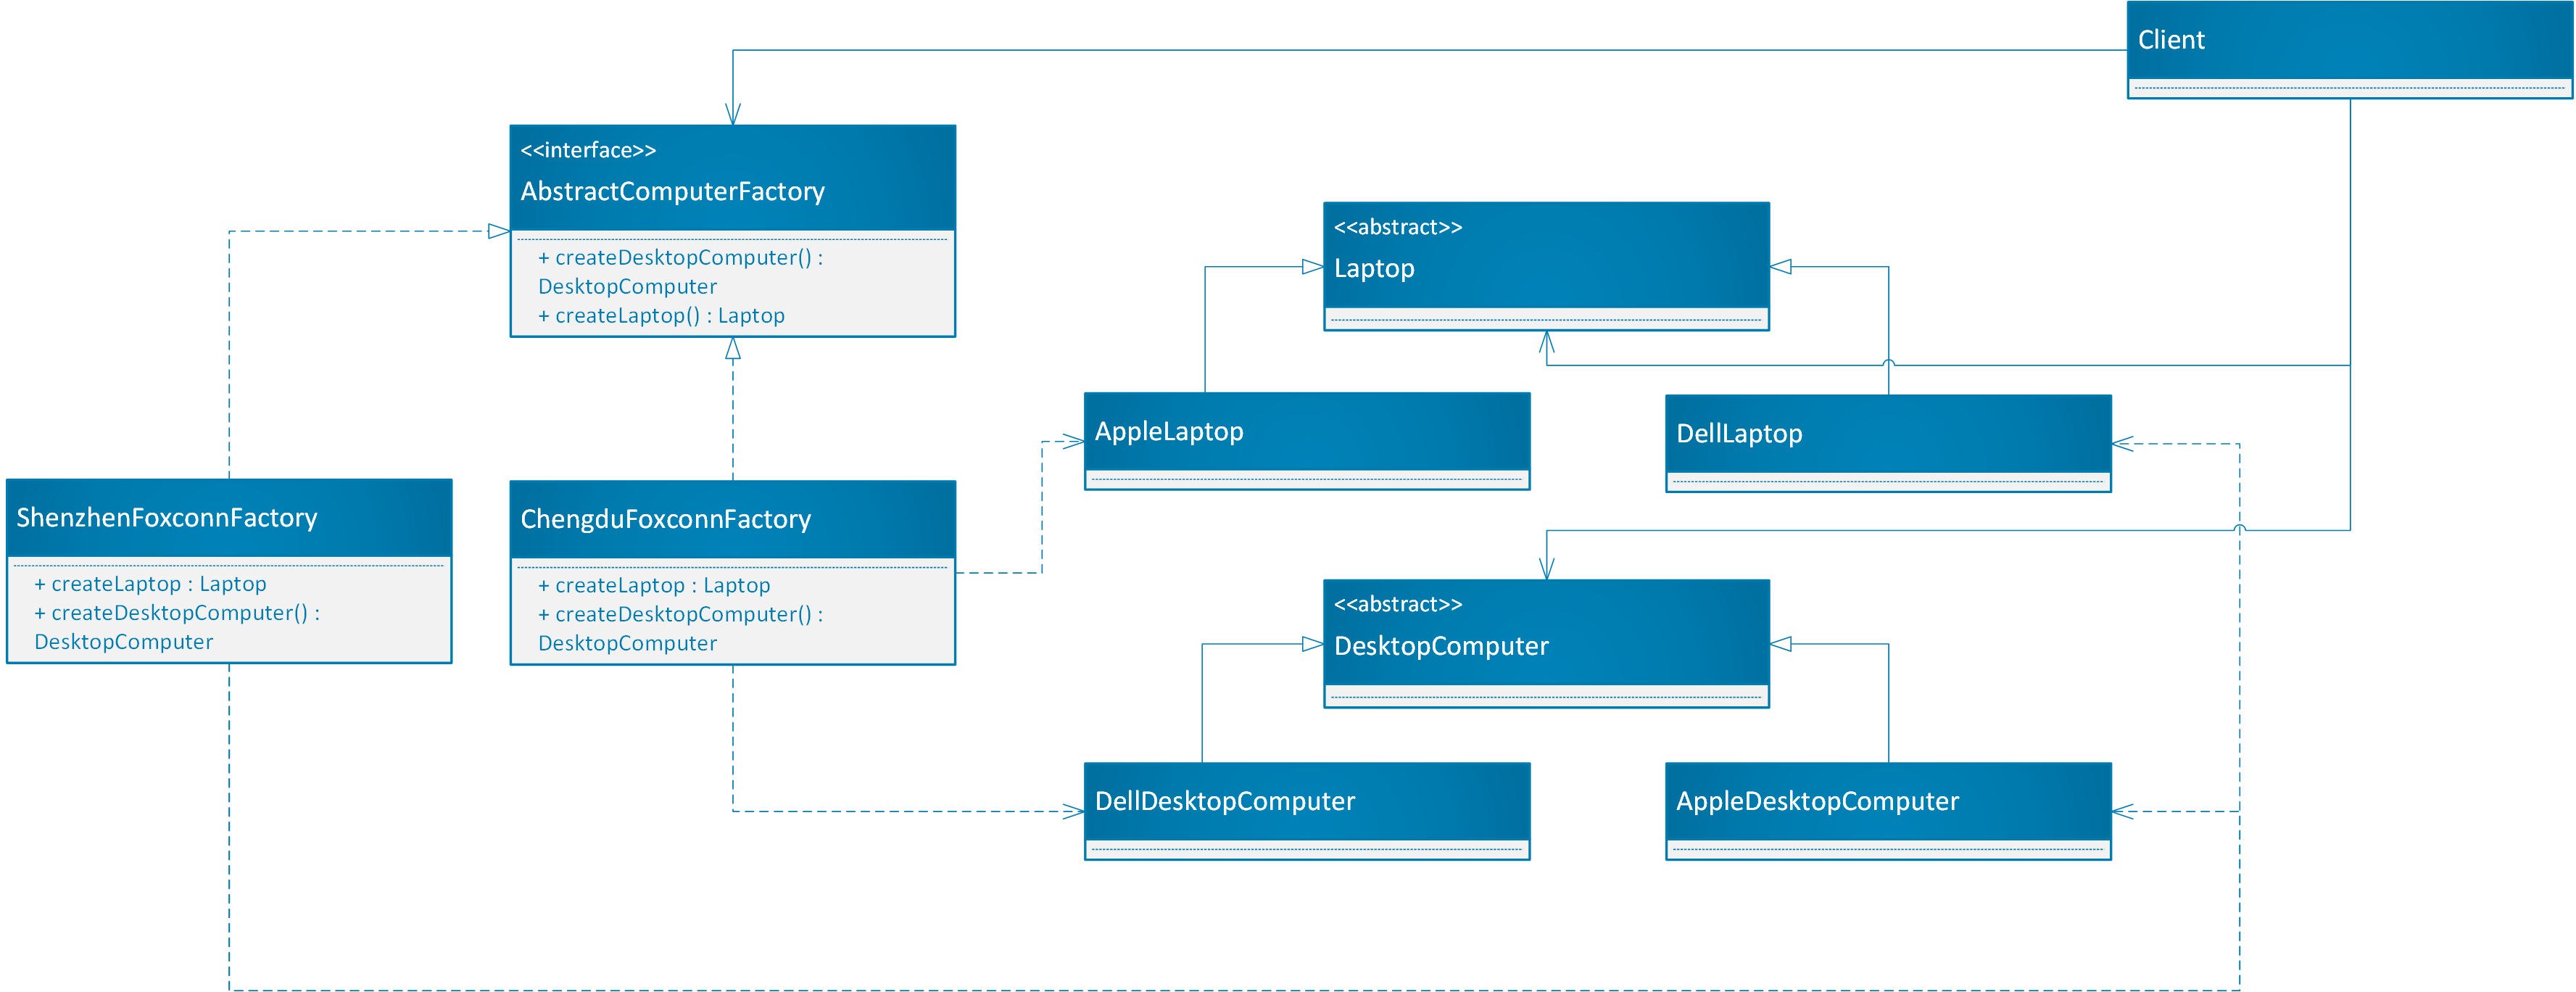 Client
<<interface>>
AbstractComputerFactory
+ createDesktopComputer() :
DesktopComputer
+ createLaptop() : Laptop
<<abstract>>
Laptop
AppleLaptop
DellLaptop
ShenzhenFoxconnFactory
+ createLaptop : Laptop
+ createDesktopComputer() :
DesktopComputer
ChengduFoxconnFactory
+ createLaptop : Laptop
+ createDesktopComputer() :
DesktopComputer
<<abstract>>
DesktopComputer
DellDesktopComputer
AppleDesktopComputer